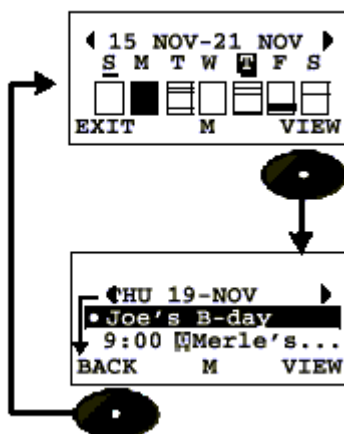 15 NOV-21 NOV
S M T W T F S
EXIT M VIEW
THU 19-NOV
Joe's B-day
9:00 Merle's...
BACK M VIEW